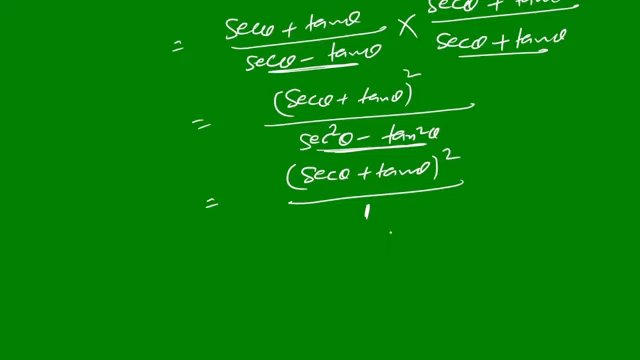 = secθ + tanθ / secθ - tanθ × secθ + tanθ / secθ + tanθ
= (secθ + tanθ)² / sec²θ - tan²θ
= (secθ + tanθ)² / 1